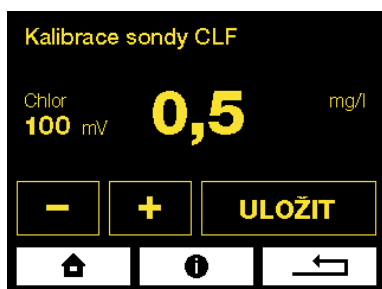 Kalibrace sondy CLF
Chlor
100 mV
0,5
mg/l
− + ULOŽIT